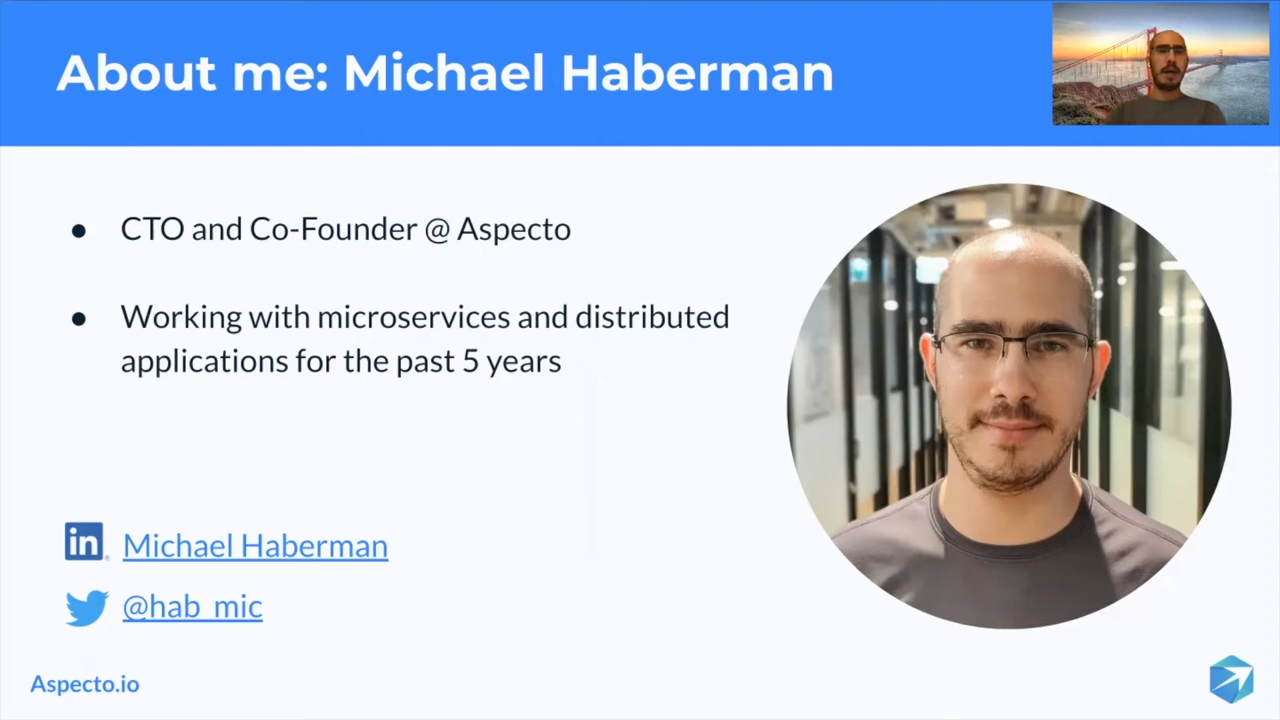 About me: Michael Haberman
● CTO and Co-Founder @ Aspecto
● Working with microservices and distributed
applications for the past 5 years
in Michael Haberman
@hab_mic
Aspecto.io